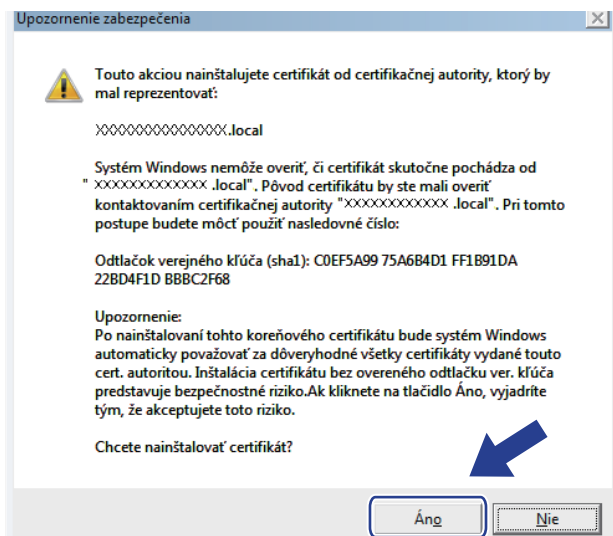 Upozornenie zabezpečenia
Touto akciou nainštalujete certifikát od certifikačnej autority, ktorý by
mal reprezentovať:
XXXXXXXXXXXXXXX.local
Systém Windows nemôže overiť, či certifikát skutočne pochádza od
" XXXXXXXXXXXXX .local". Pôvod certifikátu by ste mali overiť
kontaktovaním certifikačnej autority "XXXXXXXXXXXX .local". Pri tomto
postupe budete môcť použiť nasledovné číslo:
Odtlačok verejného kľúča (sha1): C0EF5A99 75A6B4D1 FF1B91DA
22BD4F1D BBBC2F68
Upozornenie:
Po nainštalovaní tohto koreňového certifikátu bude systém Windows
automaticky považovať za dôveryhodné všetky certifikáty vydané touto
cert. autoritou. Inštalácia certifikátu bez overeného odtlačku ver. kľúča
predstavuje bezpečnostné riziko.Ak kliknete na tlačidlo Áno, vyjadríte
tým, že akceptujete toto riziko.
Chcete nainštalovať certifikát?
Áno
Nie